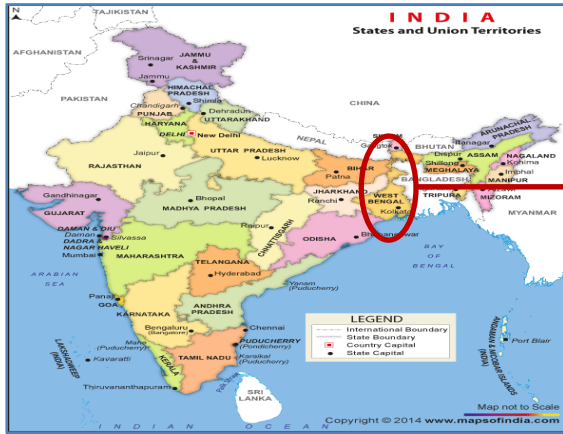 N
INDIA
States and Union Territories
TAJIKISTAN
AFGHANISTAN
PAKISTAN
CHINA
NEPAL
BHUTAN
BANGLADESH
MYANMAR
JAMMU & KASHMIR
Srinagar
Jammu
HIMACHAL PRADESH
Shimla
Chandigarh
PUNJAB
Dehradun
UTTARAKHAND
HARYANA
DELHI
New Delhi
RAJASTHAN
Jaipur
UTTAR PRADESH
Lucknow
BIHAR
Patna
Gangtok
ARUNACHAL PRADESH
Itanagar
Dispur
ASSAM
NAGALAND
Kohima
Shillong
MEGHALAYA
Imphal
MANIPUR
TRIPURA
MIZORAM
JHARKHAND
Ranchi
WEST BENGAL
Kolkata
Gandhinagar
GUJARAT
Bhopal
MADHYA PRADESH
Raipur
CHHATTISGARH
ODISHA
Bhubaneswar
DAMAN & DIU
Daman
Silvassa
DADRA & NAGAR HAVELI
Mumbai
MAHARASHTRA
TELANGANA
Hyderabad
Yanam
(Puducherry)
ARABIAN SEA
BAY OF BENGAL
Panaji
GOA
KARNATAKA
ANDHRA PRADESH
Bengaluru
(Bangalore)
Chennai
Mahe
(Puducherry)
PUDUCHERRY
(Pondicherry)
Karaikal
(Puducherry)
TAMIL NADU
KERALA
LAKSHADWEEP
(INDIA)
Kavaratti
Thiruvananthapuram
SRI LANKA
ANDAMAN & NICOBAR ISLANDS
(INDIA)
Port Blair
LEGEND
International Boundary
State Boundary
Country Capital
State Capital
INDIAN OCEAN
Map not to Scale
Copyright © 2014 www.mapsofindia.com